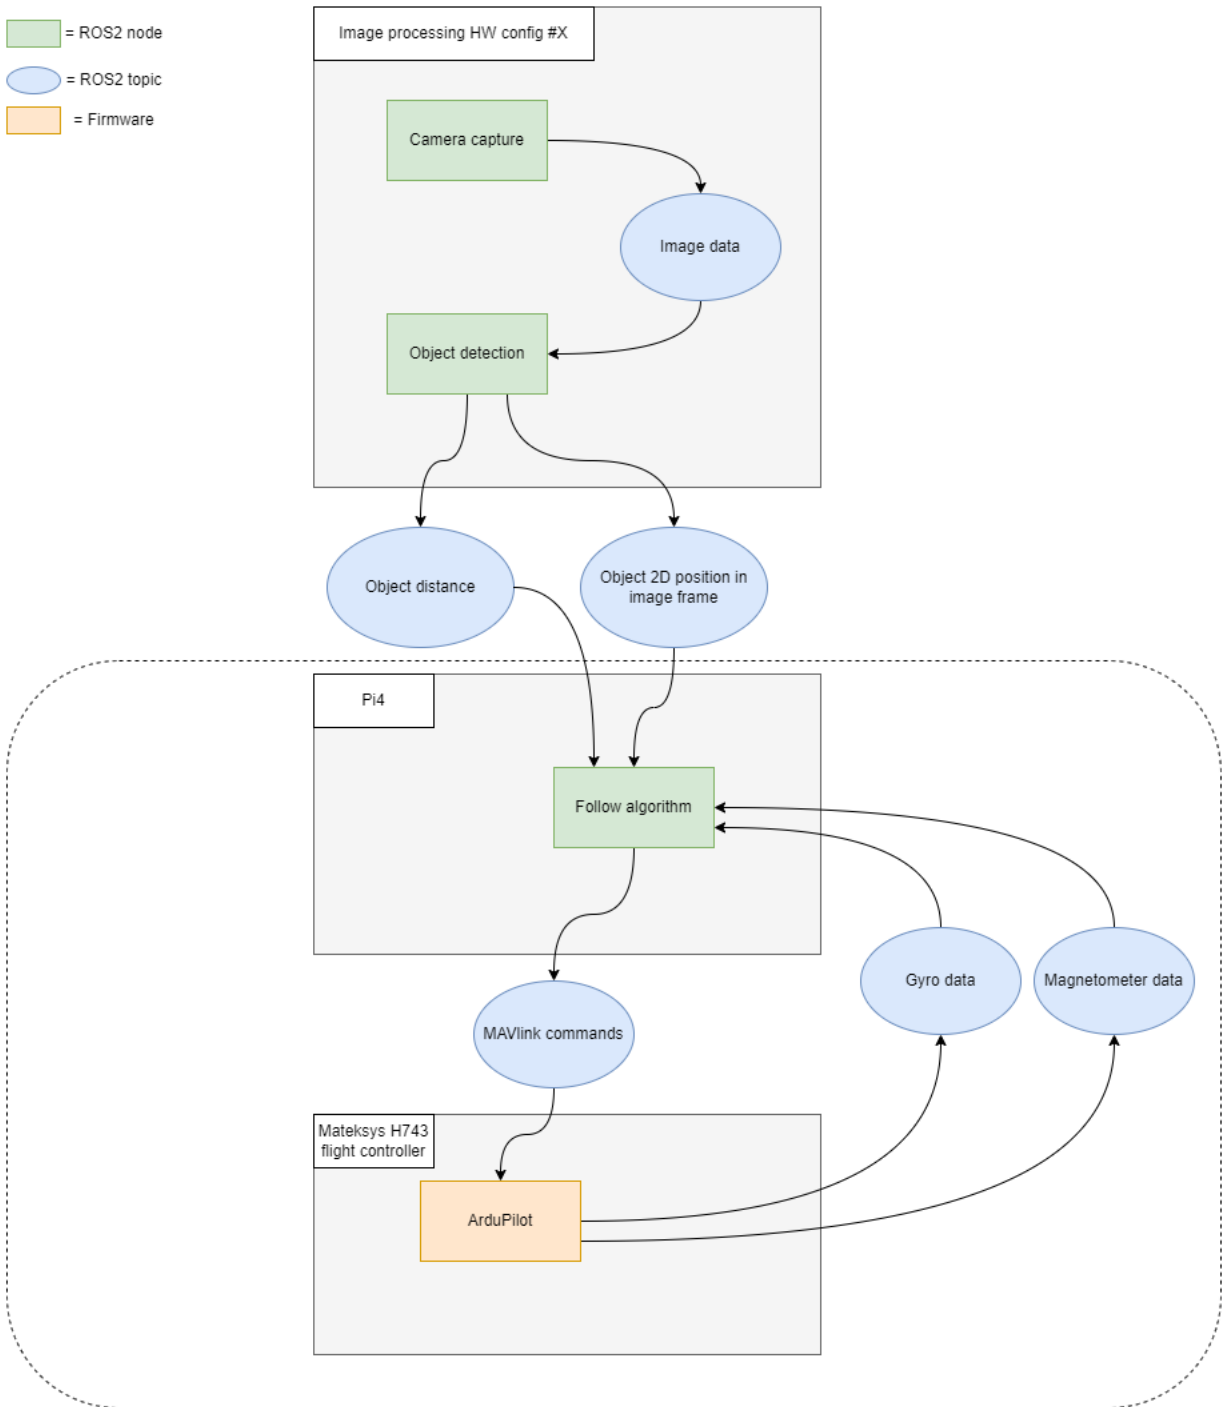 = ROS2 node
= ROS2 topic
= Firmware
Image processing HW config #X
Camera capture
Image data
Object detection
Object distance
Object 2D position in
image frame
Pi4
Follow algorithm
Gyro data
Magnetometer data
MAVlink commands
Mateksys H743
flight controller
ArduPilot